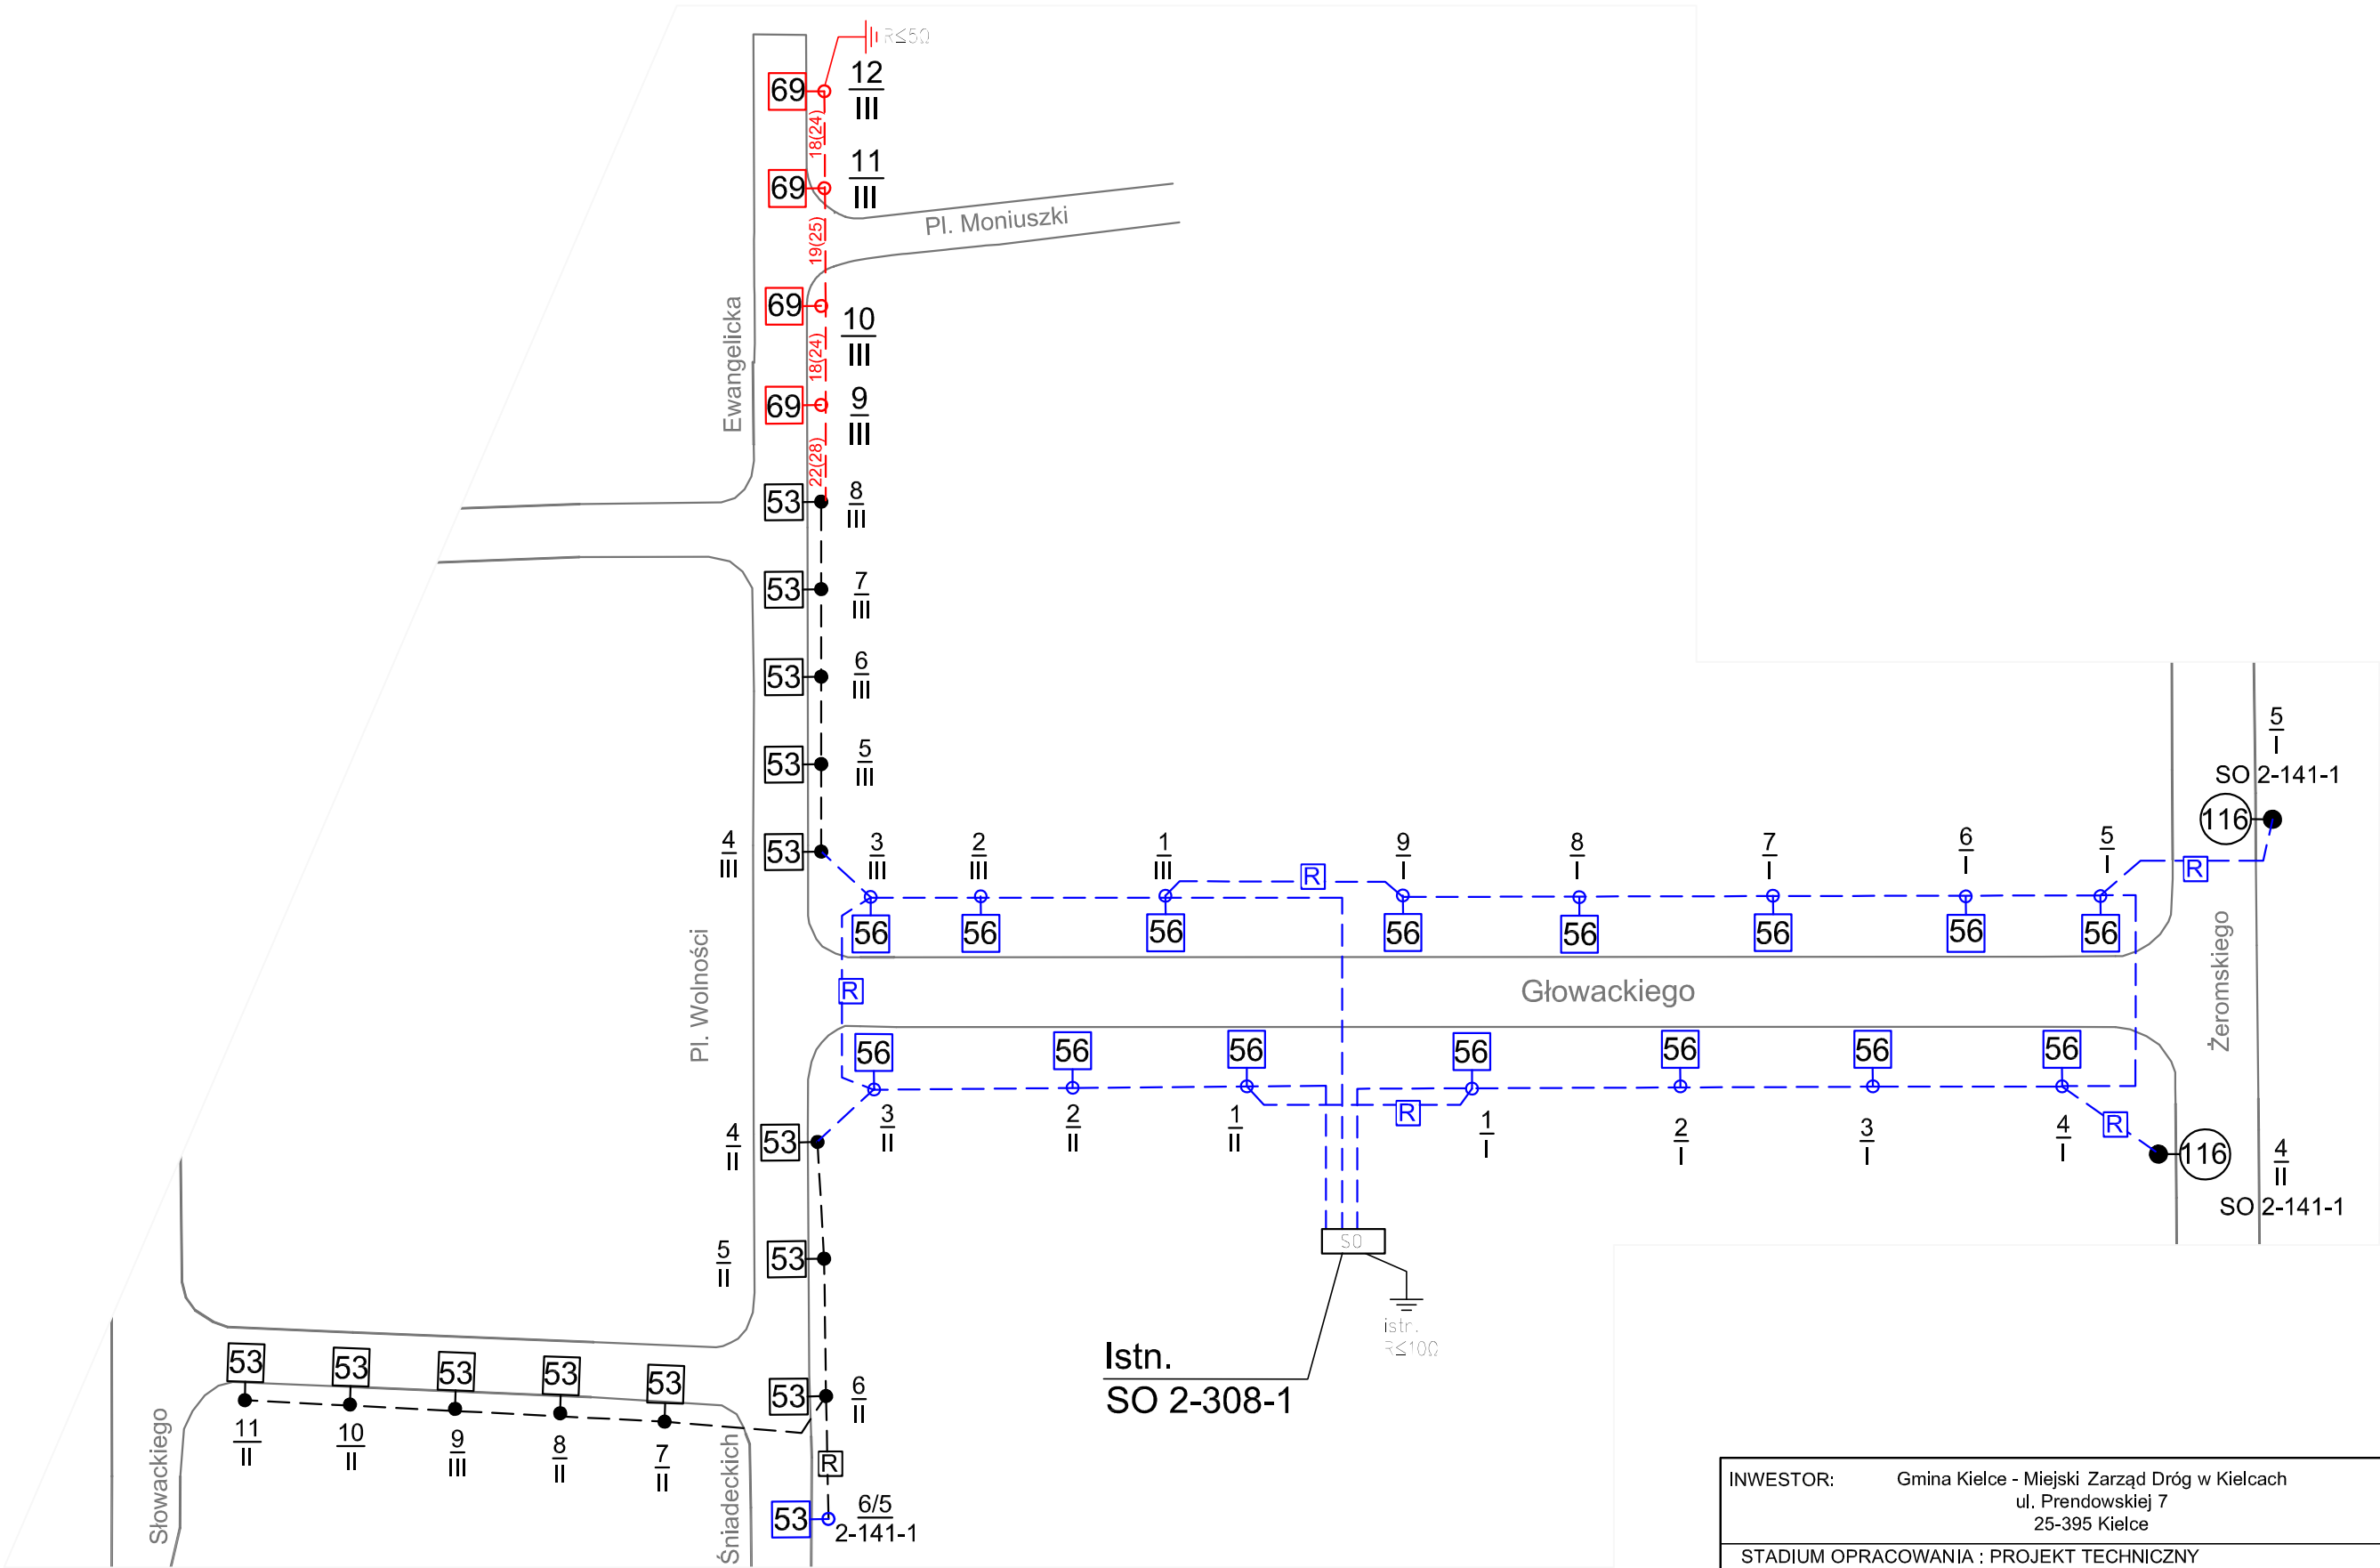 R≤5Ω
69
12
III
18(24)
69
11
III
19(25)
Pl. Moniuszki
69
10
III
18(24)
Ewangelicka
69
9
III
22(28)
53
8
III
53
7
III
53
6
III
53
5
III
4
III
53
3
III
2
III
1
III
R
9
I
8
I
7
I
6
I
5
I
R
5
I
SO 2-141-1
116
56
56
56
56
56
56
56
56
Pl. Wolności
R
Głowackiego
Żeromskiego
56
56
56
56
56
56
56
3
II
2
II
1
II
R
1
I
2
I
3
I
4
I
R
116
4
II
SO 2-141-1
4
II
53
5
II
53
SO
istn.
R≤10Ω
Istn.
SO 2-308-1
53
53
53
53
53
53
6
II
11
II
10
II
9
III
8
II
7
II
R
Słowackiego
Śniadeckich
53
6/5
2-141-1
INWESTOR: Gmina Kielce - Miejski Zarząd Dróg w Kielcach
ul. Prendowskiej 7
25-395 Kielce
STADIUM OPRACOWANIA : PROJEKT TECHNICZNY